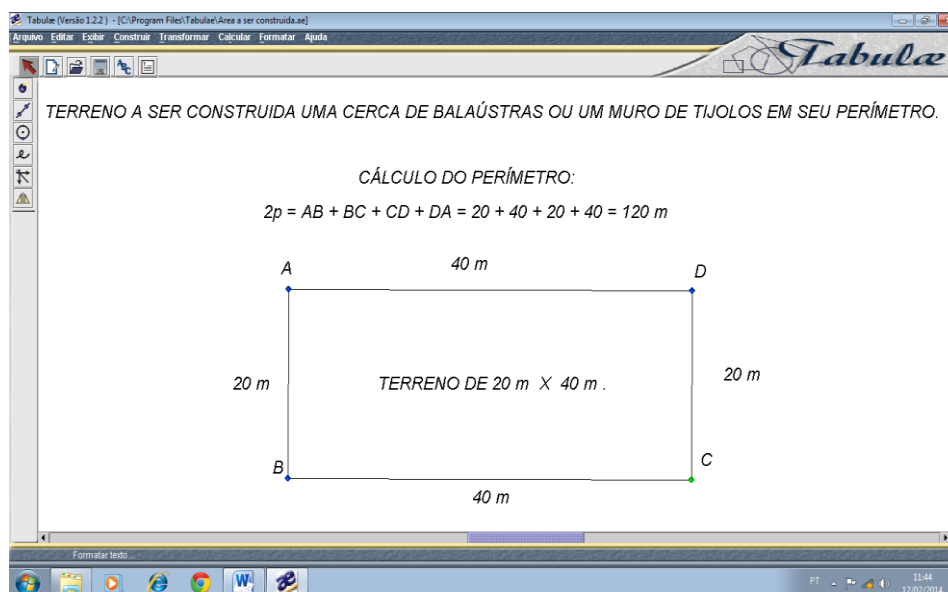 Tabulæ (Versão 1.2.2 ) - [C:\Program Files\Tabulae\Area a ser construida.ae]
Arquivo Editar Exibir Construir Transformar Calcular Formatar Ajuda
Tabulæ
TERRENO A SER CONSTRUIDA UMA CERCA DE BALAÚSTRAS OU UM MURO DE TIJOLOS EM SEU PERÍMETRO.
CÁLCULO DO PERÍMETRO:
2p = AB + BC + CD + DA = 20 + 40 + 20 + 40 = 120 m
A
40 m
D
20 m
TERRENO DE 20 m X 40 m .
20 m
B
C
40 m
Formatar texto ...
W
PT
11:44
12/02/2014